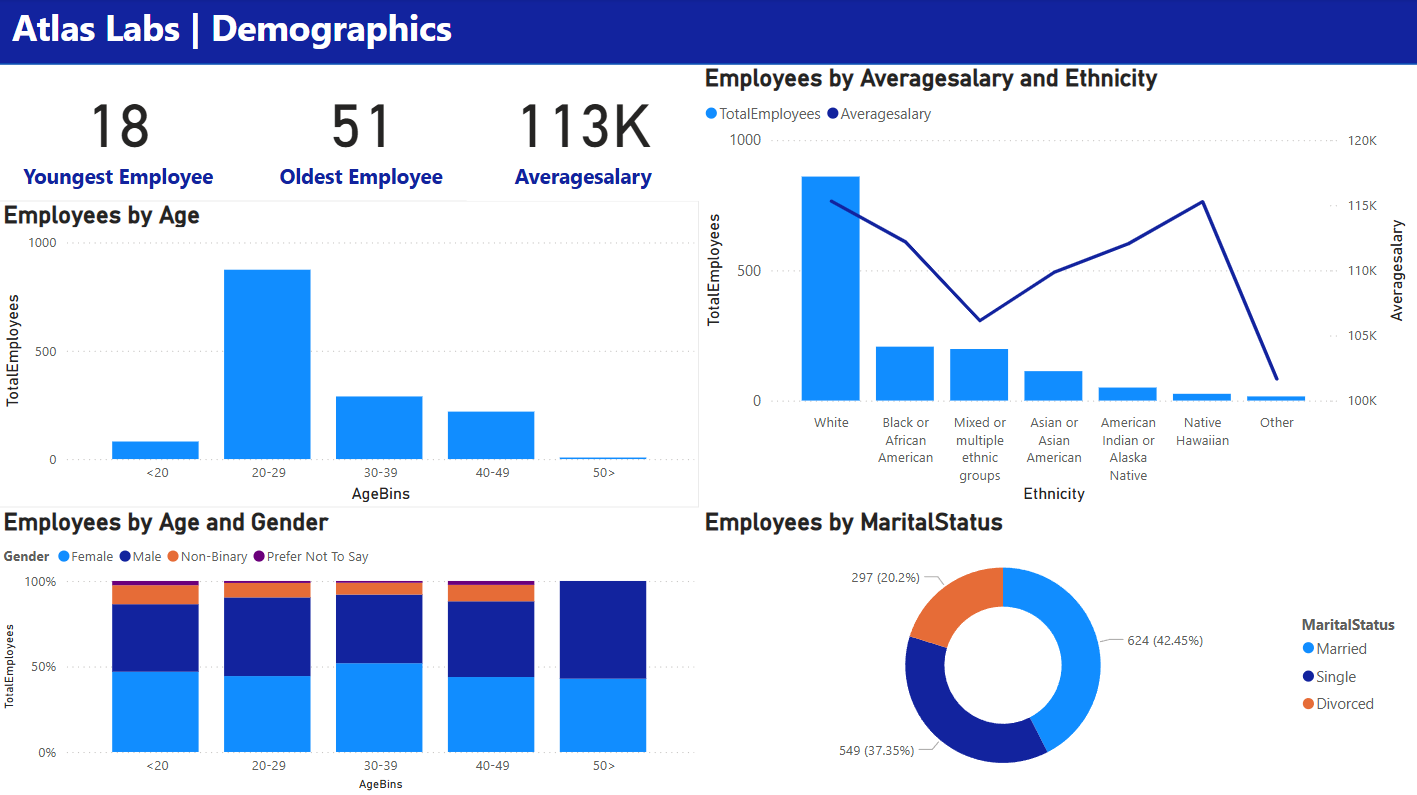 Atlas Labs | Demographics
18
Youngest Employee
51
Oldest Employee
113K
Averagesalary
Employees by Age
TotalEmployees
1000
500
0
<20
20-29
30-39
40-49
50>
AgeBins
Employees by Averagesalary and Ethnicity
TotalEmployees
Averagesalary
TotalEmployees
1000
500
0
120K
115K
110K
105K
100K
Averagesalary
White
Black or
African
American
Mixed or
multiple
ethnic
groups
Asian or
Asian
American
American
Indian or
Alaska
Native
Native
Hawaiian
Other
Ethnicity
Employees by Age and Gender
Gender Female Male Non-Binary Prefer Not To Say
TotalEmployees
100%
50%
0%
<20
20-29
30-39
40-49
50>
AgeBins
Employees by MaritalStatus
297 (20.2%)
624 (42.45%)
549 (37.35%)
MaritalStatus
Married
Single
Divorced